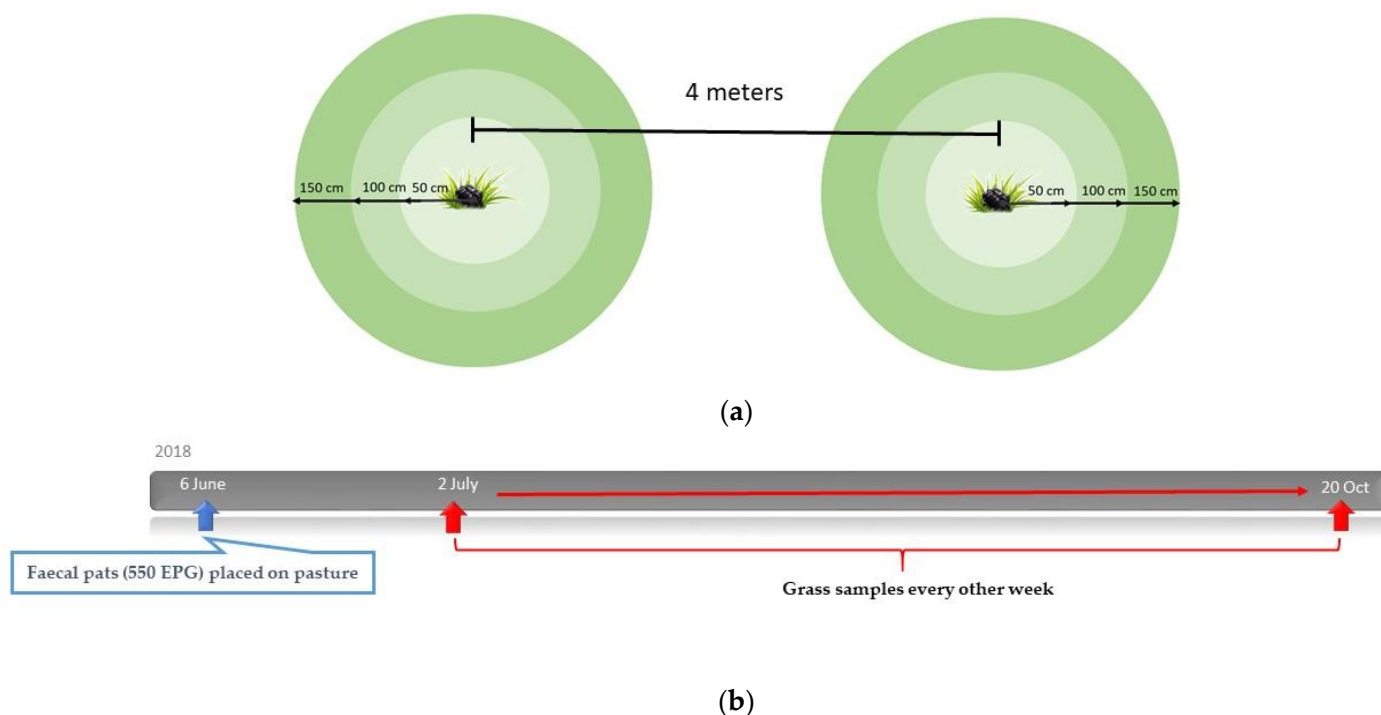 4 meters
150 cm 100 cm 50 cm
50 cm 100 cm 150 cm
(a)
2018
6 June 2 July 20 Oct
Faecal pats (550 EPG) placed on pasture
Grass samples every other week
(b)